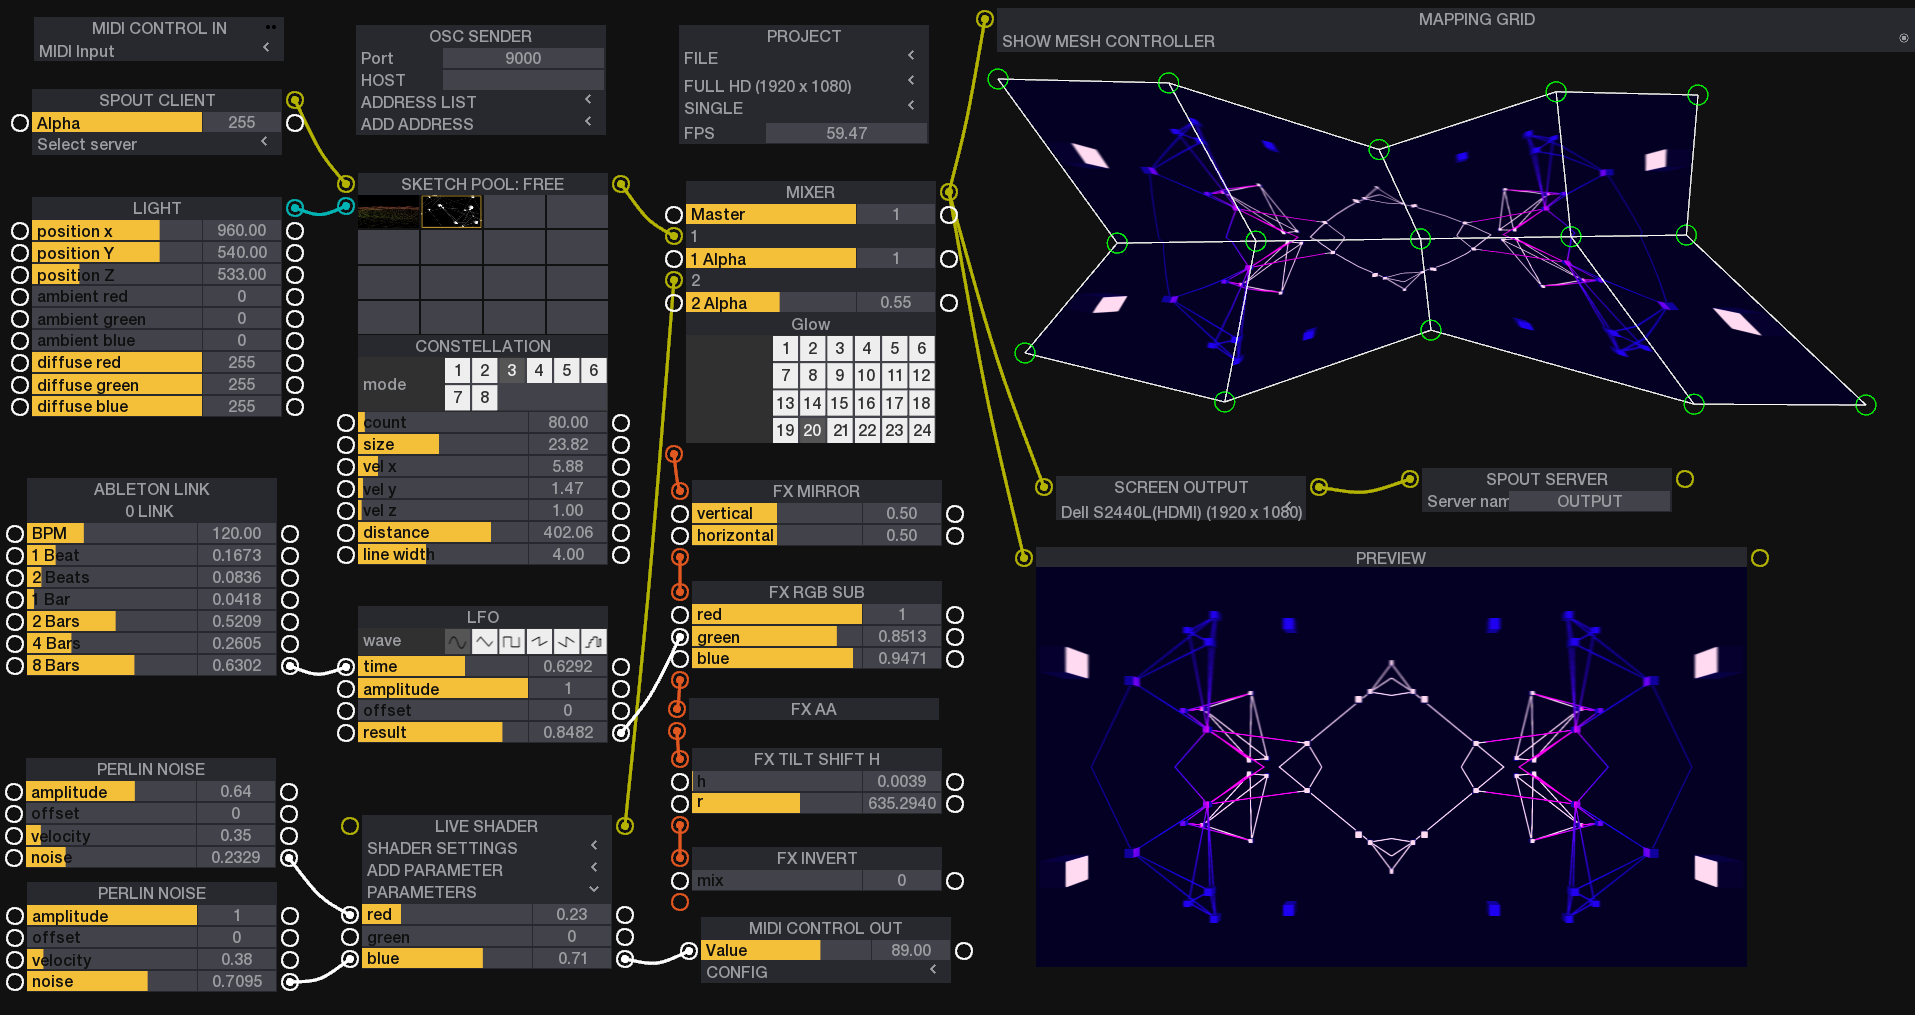 MIDI CONTROL IN
MIDI Input
SPOUT CLIENT
Alpha 255
Select server
LIGHT
position x 960.00
position Y 540.00
position Z 533.00
ambient red 0
ambient green 0
ambient blue 0
diffuse red 255
diffuse green 255
diffuse blue 255
ABLETON LINK
0 LINK
BPM 120.00
1 Beat 0.1673
2 Beats 0.0836
1 Bar 0.0418
2 Bars 0.5209
4 Bars 0.2605
8 Bars 0.6302
PERLIN NOISE
amplitude 0.64
offset 0
velocity 0.35
noise 0.2329
PERLIN NOISE
amplitude 1
offset 0
velocity 0.38
noise 0.7095
OSC SENDER
Port 9000
HOST
ADDRESS LIST
ADD ADDRESS
SKETCH POOL: FREE
CONSTELLATION
mode 1 2 3 4 5 6
7 8
count 80.00
size 23.82
vel x 5.88
vel y 1.47
vel z 1.00
distance 402.06
line width 4.00
LFO
wave
time 0.6292
amplitude 1
offset 0
result 0.8482
LIVE SHADER
SHADER SETTINGS
ADD PARAMETER
PARAMETERS
red 0.23
green 0
blue 0.71
PROJECT
FILE
FULL HD (1920 x 1080)
SINGLE
FPS 59.47
MIXER
Master 1
1
1 Alpha 1
2
2 Alpha 0.55
Glow
1 2 3 4 5 6
7 8 9 10 11 12
13 14 15 16 17 18
19 20 21 22 23 24
FX MIRROR
vertical 0.50
horizontal 0.50
FX RGB SUB
red 1
green 0.8513
blue 0.9471
FX AA
FX TILT SHIFT H
h 0.0039
r 635.2940
FX INVERT
mix 0
MIDI CONTROL OUT
Value 89.00
CONFIG
MAPPING GRID
SHOW MESH CONTROLLER
SCREEN OUTPUT
Dell S2440L(HDMI) (1920 x 1080)
SPOUT SERVER
Server nam OUTPUT
PREVIEW